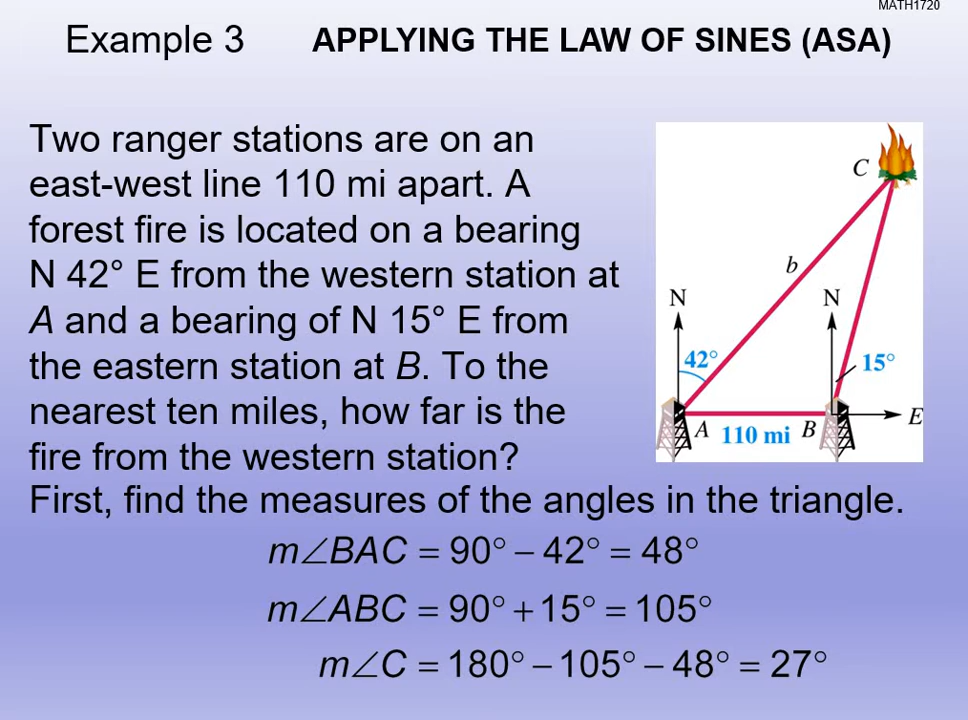 MATH1720
Example 3 APPLYING THE LAW OF SINES (ASA)
Two ranger stations are on an
east-west line 110 mi apart. A
forest fire is located on a bearing
N 42° E from the western station at
A and a bearing of N 15° E from
the eastern station at B. To the
nearest ten miles, how far is the
fire from the western station?
C
b
N
N
42°
15°
A
110 mi
B
E
First, find the measures of the angles in the triangle.
m∠BAC = 90° − 42° = 48°
m∠ABC = 90° + 15° = 105°
m∠C = 180° − 105° − 48° = 27°